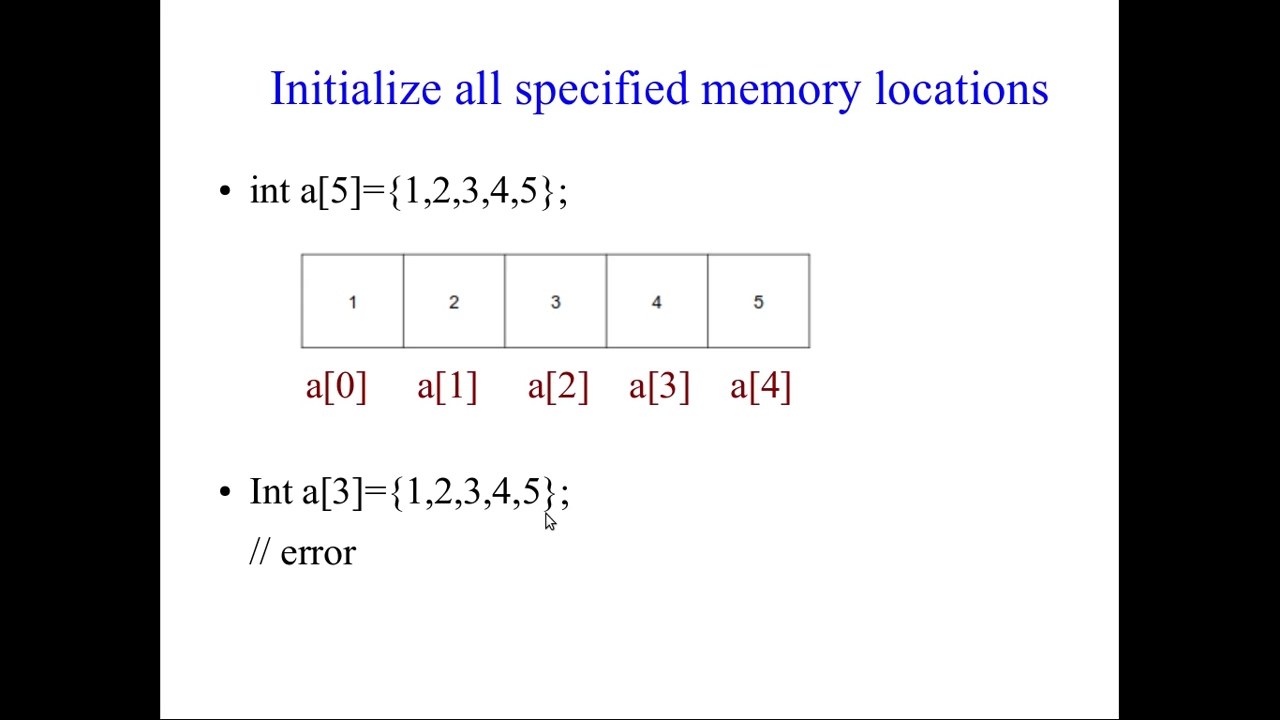 Initialize all specified memory locations
• int a[5]={1,2,3,4,5};
1 2 3 4 5
a[0] a[1] a[2] a[3] a[4]
• Int a[3]={1,2,3,4,5};
// error